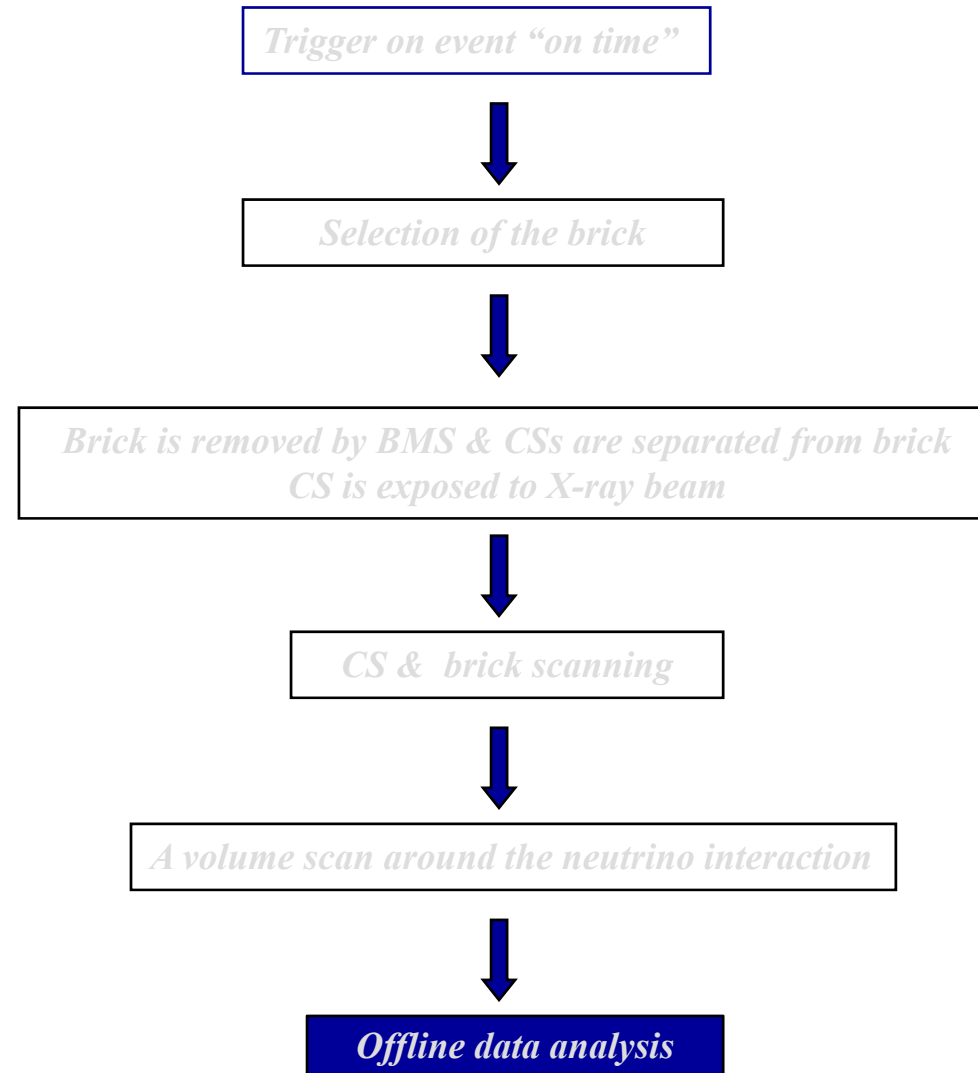 Trigger on event “on time”
Selection of the brick
Brick is removed by BMS & CSs are separated from brick
CS is exposed to X-ray beam
CS & brick scanning
A volume scan around the neutrino interaction
Offline data analysis